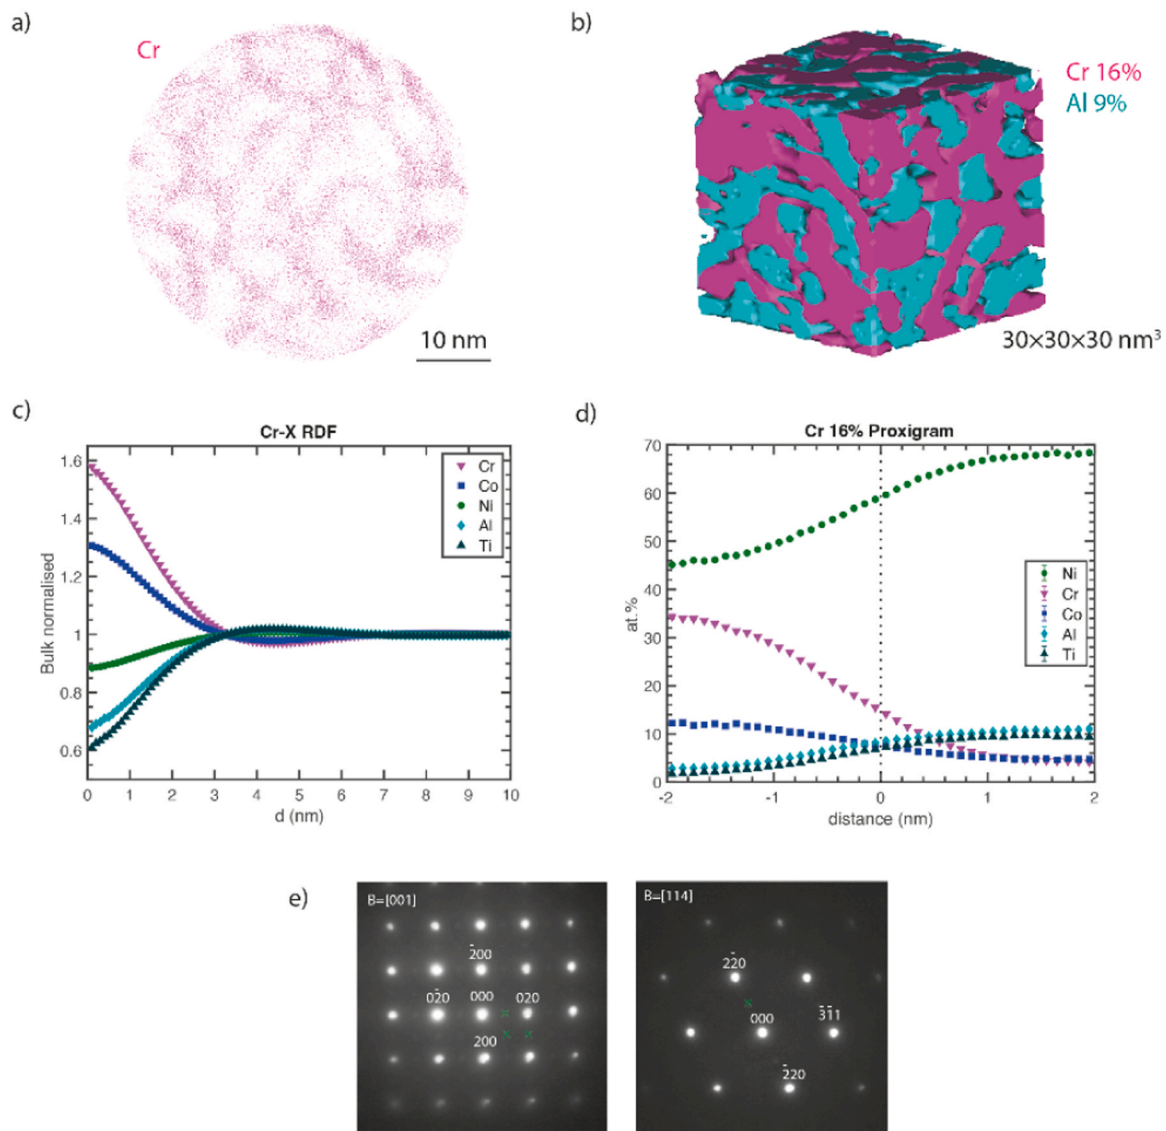 a)
Cr
10 nm
b)
Cr 16%
Al 9%
30×30×30 nm³
c)
Cr-X RDF
Bulk normalised
1.6
1.4
1.2
1
0.8
0.6
0 1 2 3 4 5 6 7 8 9 10
d (nm)
Cr
Co
Ni
Al
Ti
d)
Cr 16% Proxigram
at.%
70
60
50
40
30
20
10
0
-2 -1 0 1 2
distance (nm)
Ni
Cr
Co
Al
Ti
e)
B=[001]
2̄00
02̄0 000 020
200
B=[114]
22̄0
000
3̄1̄1
2̄20